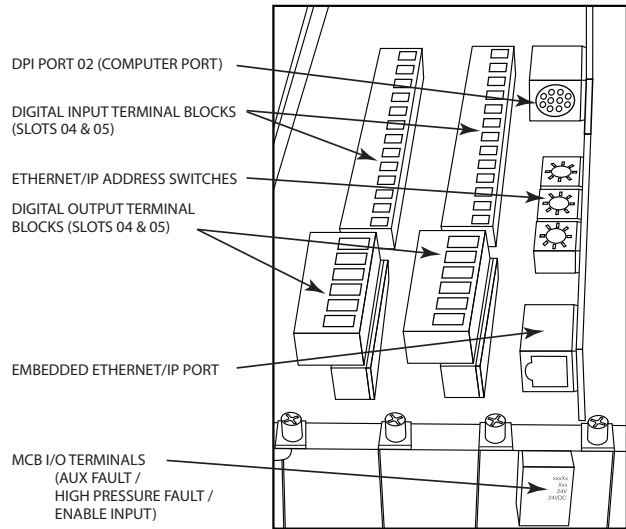 DPI PORT 02 (COMPUTER PORT)
DIGITAL INPUT TERMINAL BLOCKS
(SLOTS 04 & 05)
ETHERNET/IP ADDRESS SWITCHES
DIGITAL OUTPUT TERMINAL
BLOCKS (SLOTS 04 & 05)
EMBEDDED ETHERNET/IP PORT
MCB I/O TERMINALS
(AUX FAULT /
HIGH PRESSURE FAULT /
ENABLE INPUT)
xxxXx
Xxx
24V
24VDC